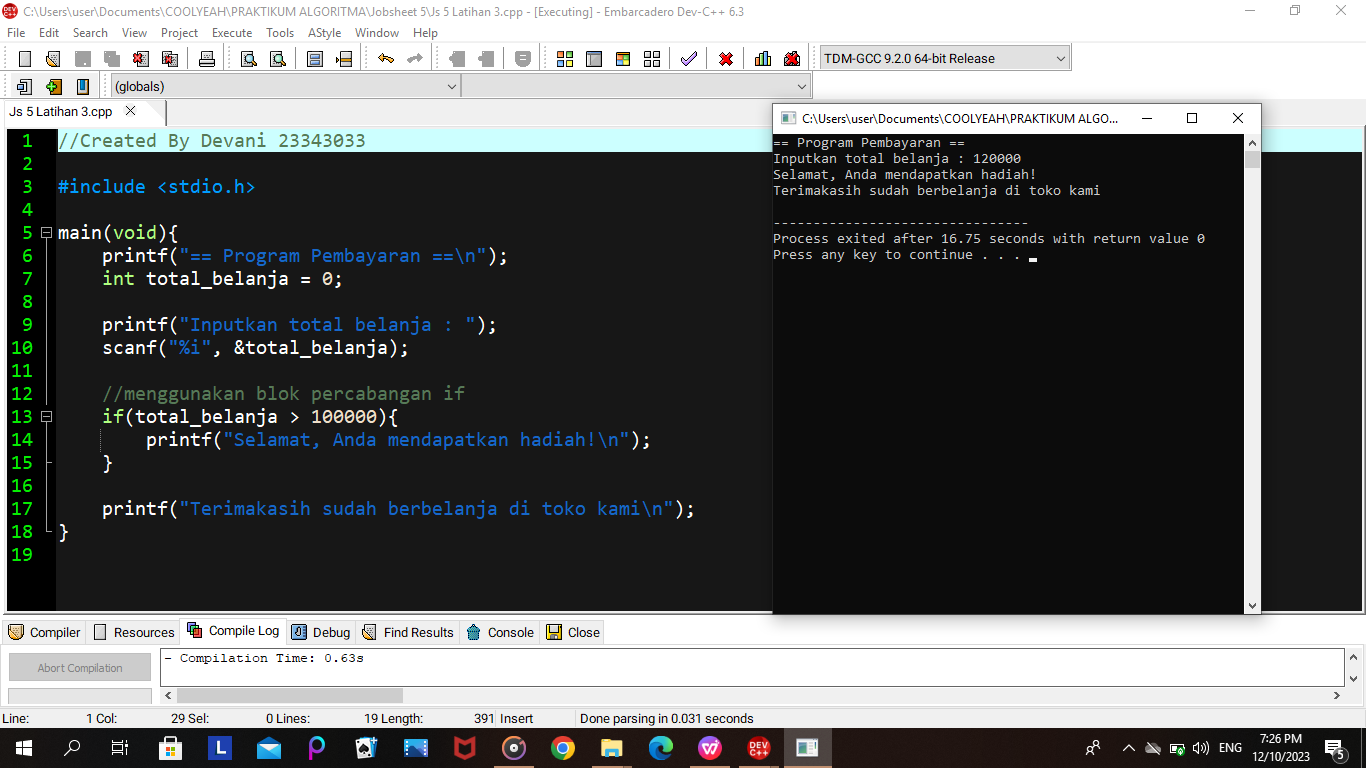 C:\Users\user\Documents\COOLYEAH\PRAKTIKUM ALGORITMA\Jobsheet 5\Js 5 Latihan 3.cpp - [Executing] - Embarcadero Dev-C++ 6.3
File Edit Search View Project Execute Tools AStyle Window Help
TDM-GCC 9.2.0 64-bit Release
(globals)
Js 5 Latihan 3.cpp
1 //Created By Devani 23343033
2
3 #include <stdio.h>
4
5 main(void){
6 printf("== Program Pembayaran ==\n");
7 int total_belanja = 0;
8
9 printf("Inputkan total belanja : ");
10 scanf("%i", &total_belanja);
11
12 //menggunakan blok percabangan if
13 if(total_belanja > 100000){
14 printf("Selamat, Anda mendapatkan hadiah!\n");
15 }
16
17 printf("Terimakasih sudah berbelanja di toko kami\n");
18 }
19
C:\Users\user\Documents\COOLYEAH\PRAKTIKUM ALGO...
== Program Pembayaran ==
Inputkan total belanja : 120000
Selamat, Anda mendapatkan hadiah!
Terimakasih sudah berbelanja di toko kami
--------------------------------
Process exited after 16.75 seconds with return value 0
Press any key to continue . . .
Compiler Resources Compile Log Debug Find Results Console Close
Abort Compilation
- Compilation Time: 0.63s
Line: 1 Col: 29 Sel: 0 Lines: 19 Length: 391 Insert Done parsing in 0.031 seconds
L
DEV C++
ENG
7:26 PM
12/10/2023
5